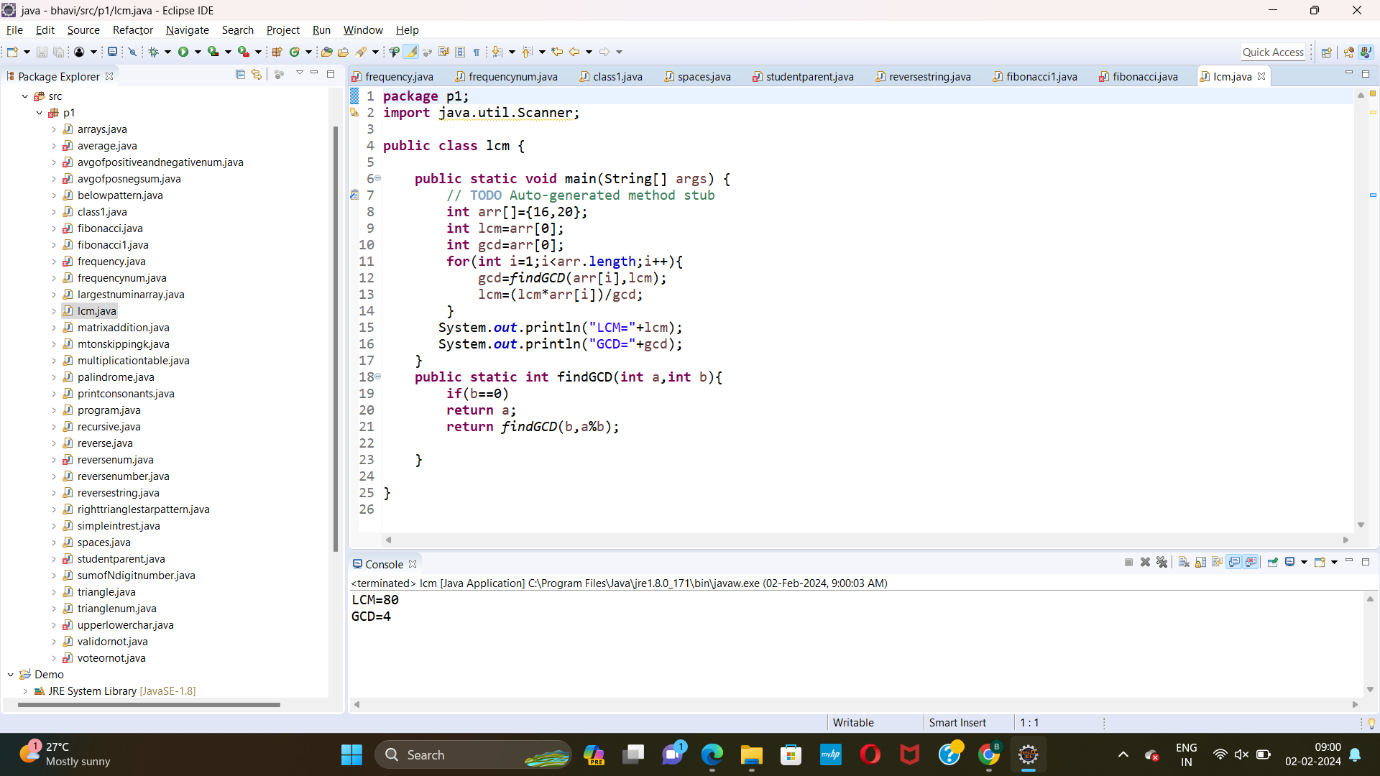 java - bhavi/src/p1/lcm.java - Eclipse IDE
File Edit Source Refactor Navigate Search Project Run Window Help
Quick Access
Package Explorer
frequency.java frequencynum.java class1.java spaces.java studentparent.java reversestring.java fibonacci1.java fibonacci.java lcm.java
src
p1
arrays.java
average.java
avgofpositiveandnegativenum.java
avgofposnegsum.java
belowpattern.java
class1.java
fibonacci.java
fibonacci1.java
frequency.java
frequencynum.java
largestnuminarray.java
lcm.java
matrixaddition.java
mtonskippingk.java
multiplicationtable.java
palindrome.java
printconsonants.java
program.java
recursive.java
reverse.java
reversenum.java
reversenumber.java
reversestring.java
righttrianglestarpattern.java
simpleintrest.java
spaces.java
studentparent.java
sumofNdigitnumber.java
triangle.java
trianglenum.java
upperlowerchar.java
validornot.java
voteornot.java
Demo
JRE System Library [JavaSE-1.8]
1 package p1;
2 import java.util.Scanner;
3
4 public class lcm {
5
6 public static void main(String[] args) {
7 // TODO Auto-generated method stub
8 int arr[]={16,20};
9 int lcm=arr[0];
10 int gcd=arr[0];
11 for(int i=1;i<arr.length;i++){
12 gcd=findGCD(arr[i],lcm);
13 lcm=(lcm*arr[i])/gcd;
14 }
15 System.out.println("LCM="+lcm);
16 System.out.println("GCD="+gcd);
17 }
18 public static int findGCD(int a,int b){
19 if(b==0)
20 return a;
21 return findGCD(b,a%b);
22
23 }
24
25 }
26
Console
<terminated> lcm [Java Application] C:\Program Files\Java\jre1.8.0_171\bin\javaw.exe (02-Feb-2024, 9:00:03 AM)
LCM=80
GCD=4
Writable Smart Insert 1 : 1
1
27°C
Mostly sunny
Search
PRE
1
myhp
B
ENG
IN
09:00
02-02-2024